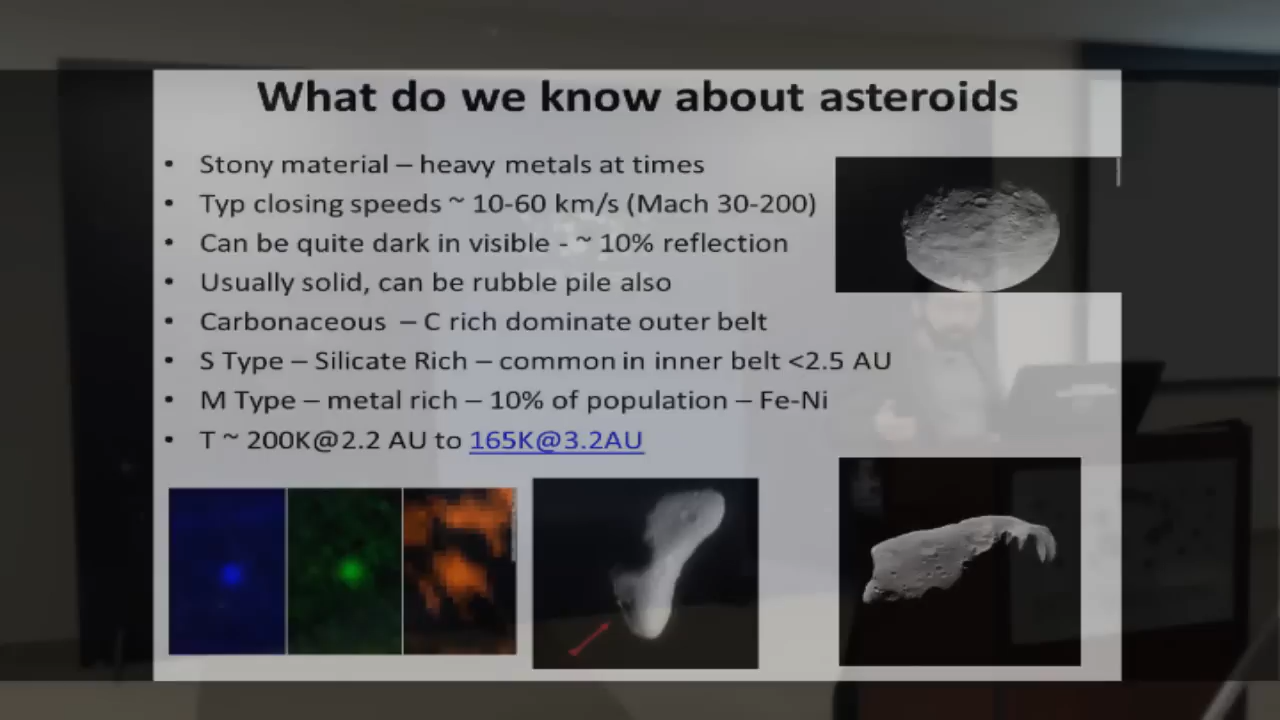 What do we know about asteroids
• Stony material – heavy metals at times
• Typ closing speeds ~ 10-60 km/s (Mach 30-200)
• Can be quite dark in visible - ~ 10% reflection
• Usually solid, can be rubble pile also
• Carbonaceous – C rich dominate outer belt
• S Type – Silicate Rich – common in inner belt <2.5 AU
• M Type – metal rich – 10% of population – Fe-Ni
• T ~ 200K@2.2 AU to 165K@3.2AU